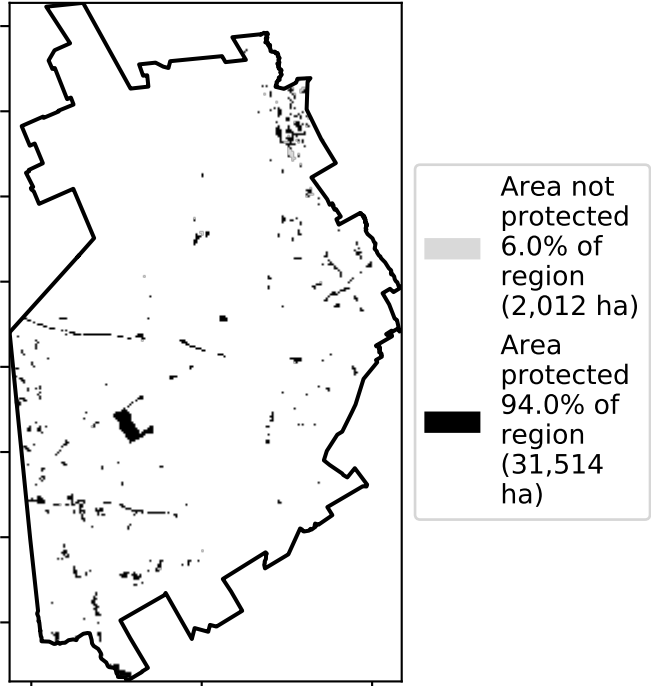 Area not
protected
6.0% of
region
(2,012 ha)
Area
protected
94.0% of
region
(31,514
ha)